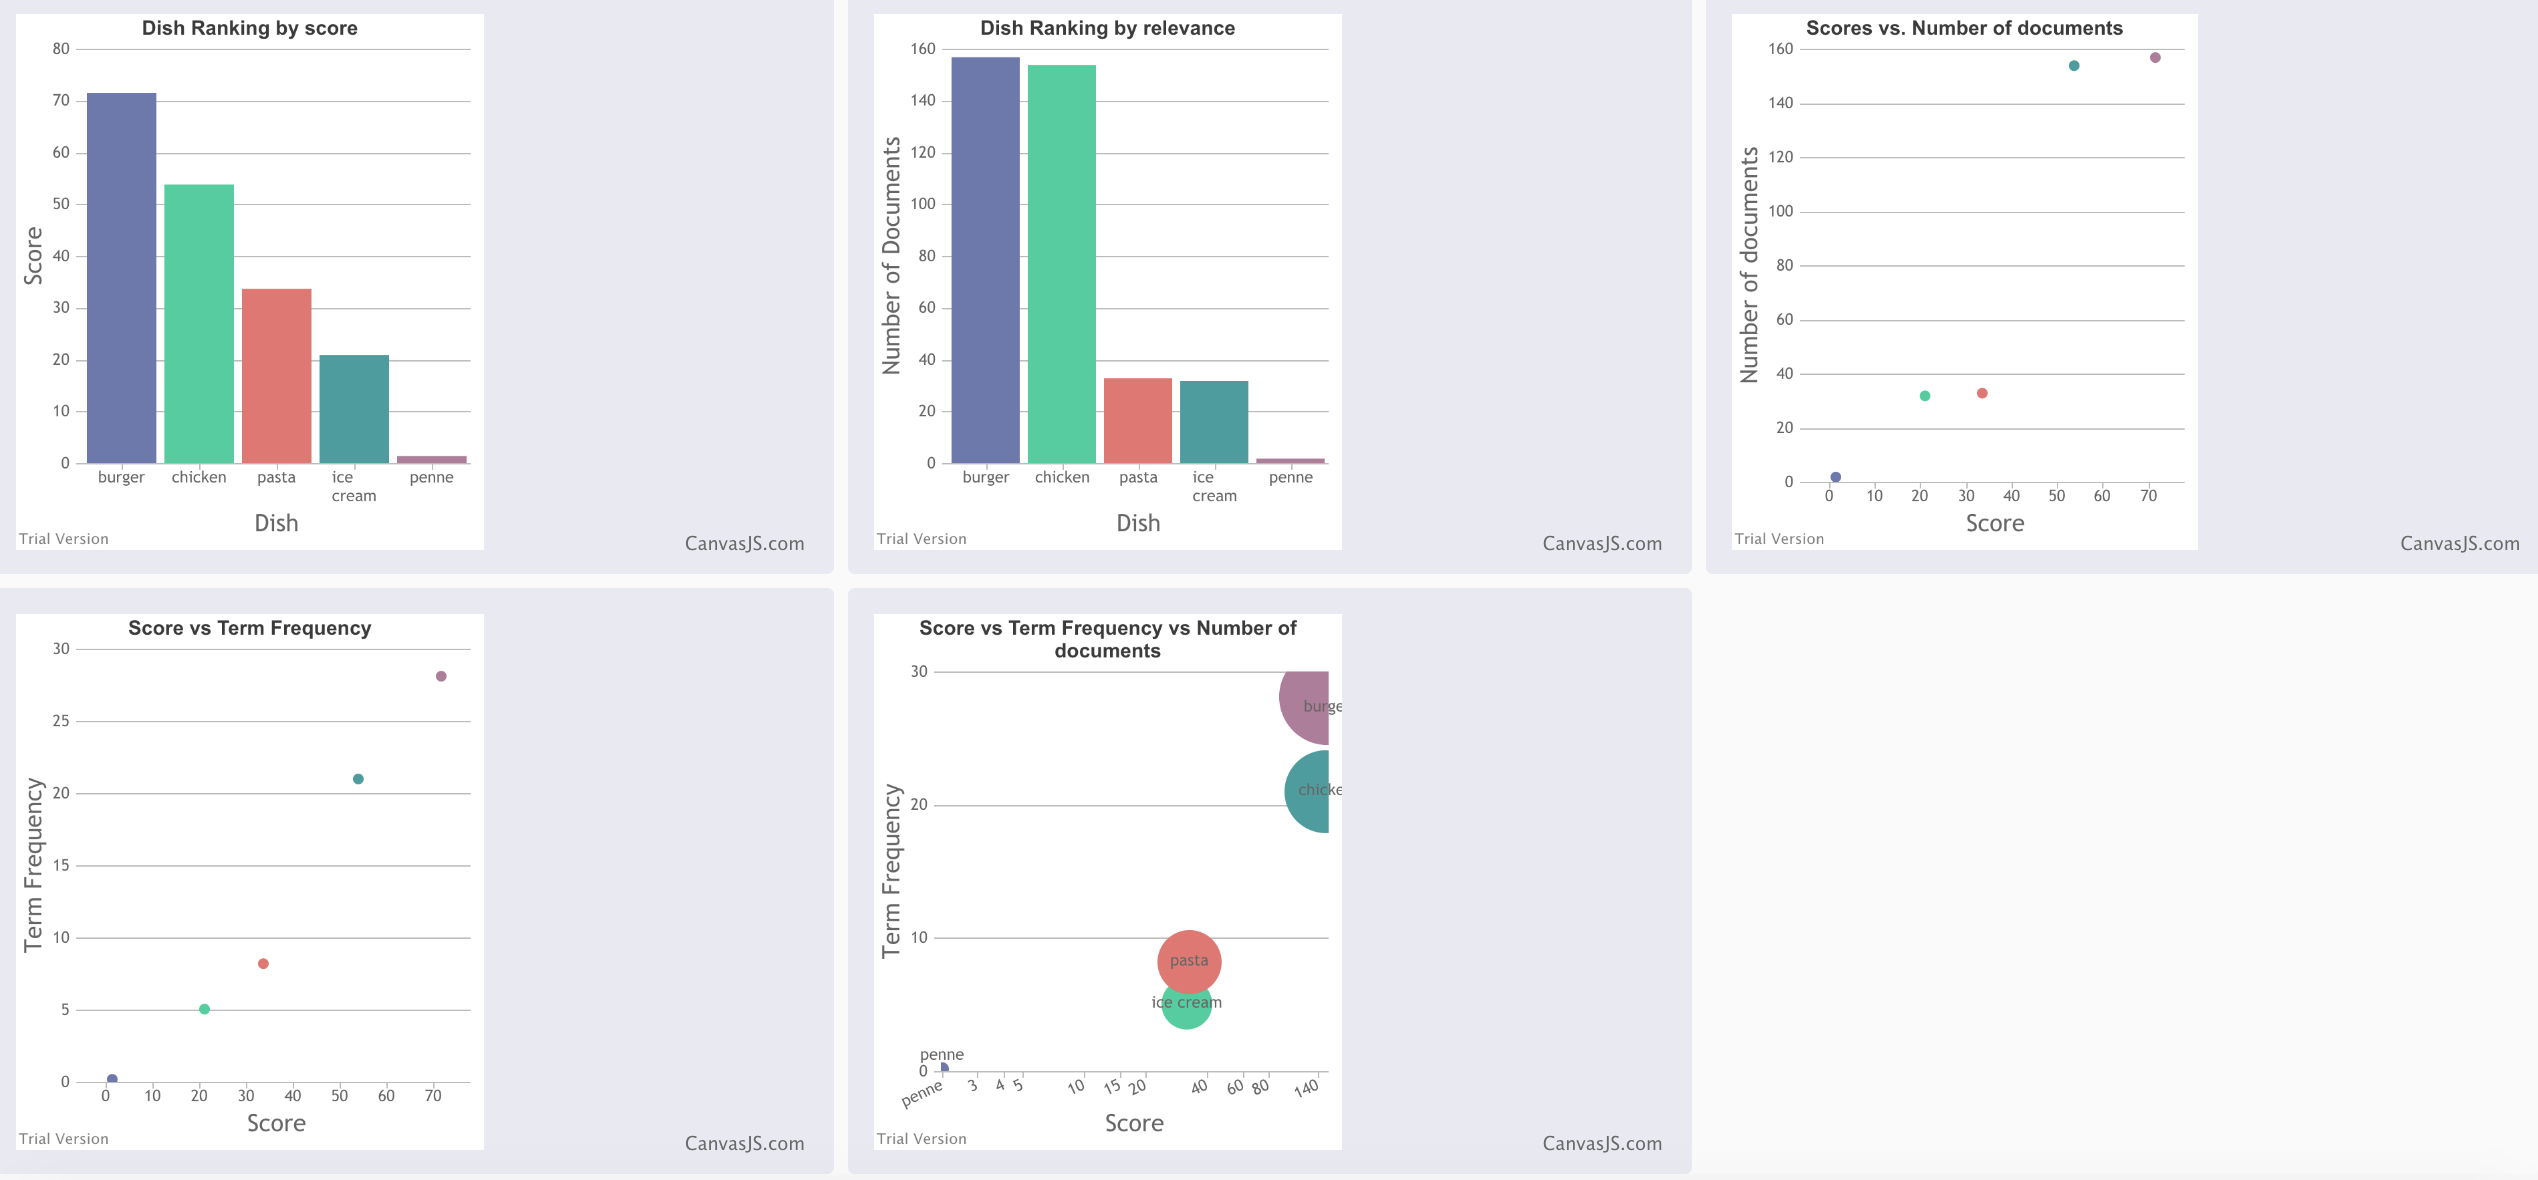 Dish Ranking by score
80
70
60
50
40
30
20
10
0
Score
burger chicken pasta ice cream penne
Dish
Trial Version
CanvasJS.com
Dish Ranking by relevance
160
140
120
100
80
60
40
20
0
Number of Documents
burger chicken pasta ice cream penne
Dish
Trial Version
CanvasJS.com
Scores vs. Number of documents
160
140
120
100
80
60
40
20
0
Number of documents
0 10 20 30 40 50 60 70
Score
Trial Version
CanvasJS.com
Score vs Term Frequency
30
25
20
15
10
5
0
Term Frequency
0 10 20 30 40 50 60 70
Score
Trial Version
CanvasJS.com
Score vs Term Frequency vs Number of
documents
30
20
10
0
Term Frequency
burge
chicke
pasta
ice cream
penne
penne 3 4 5 10 15 20 40 60 80 140
Score
Trial Version
CanvasJS.com